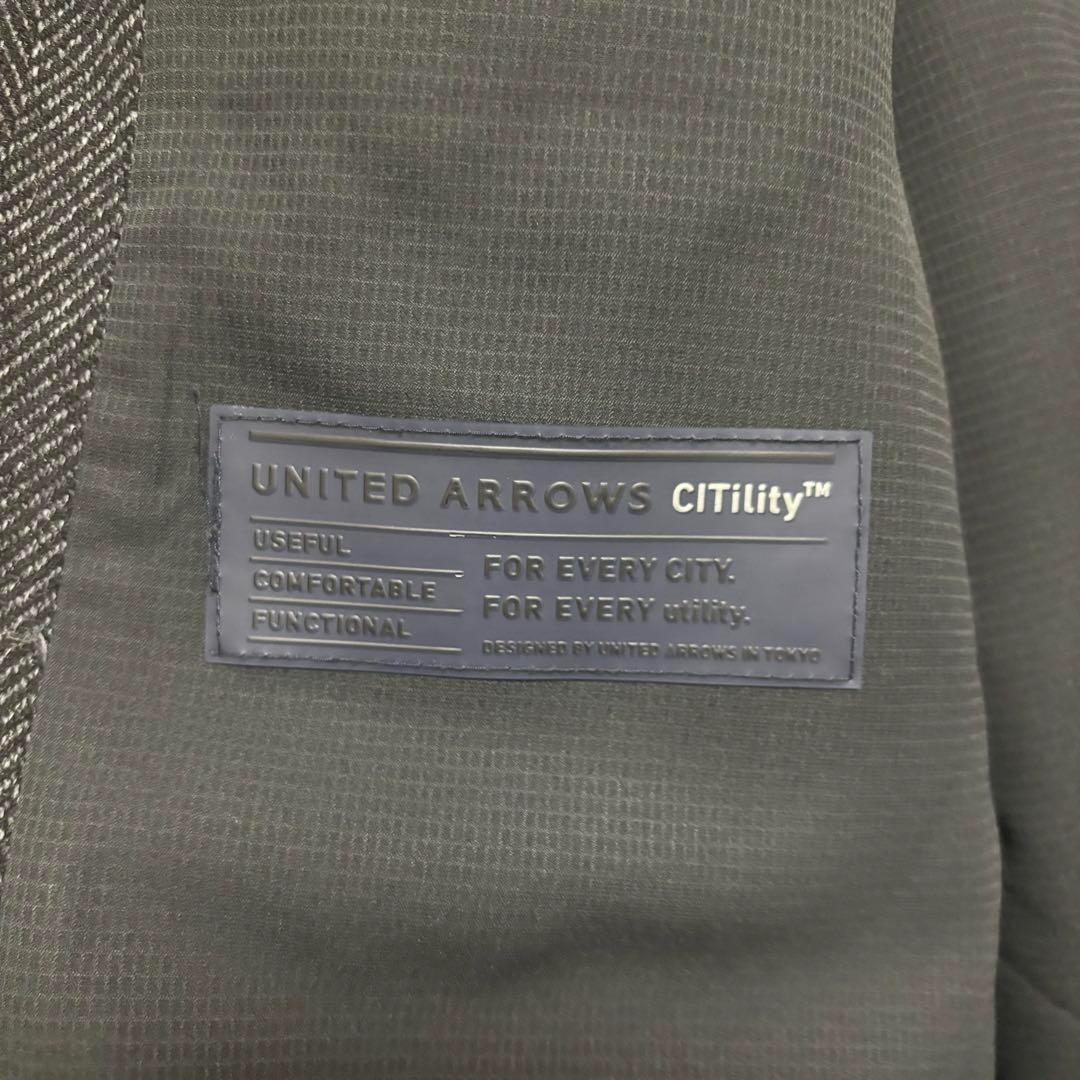 UNITED ARROWS CITility™
USEFUL
COMFORTABLE
FUNCTIONAL
FOR EVERY CITY.
FOR EVERY utility.
DESIGNED BY UNITED ARROWS IN TOKYO